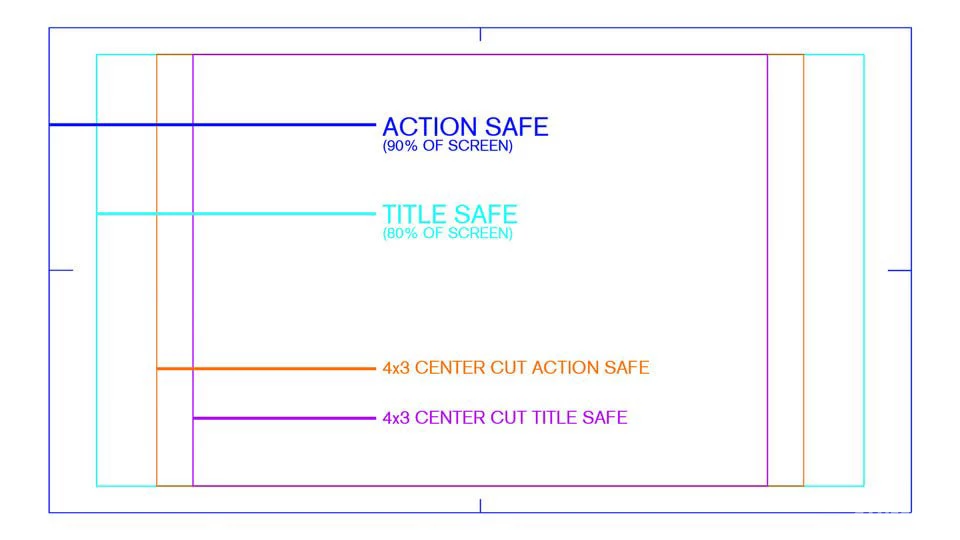 ACTION SAFE
(90% OF SCREEN)
TITLE SAFE
(80% OF SCREEN)
4x3 CENTER CUT ACTION SAFE
4x3 CENTER CUT TITLE SAFE